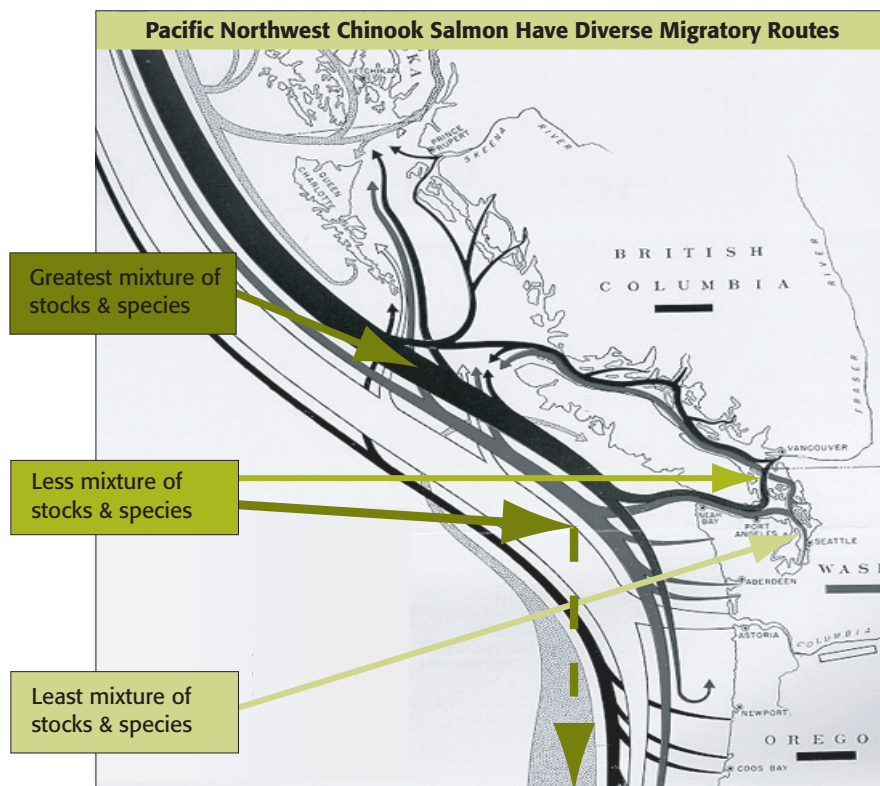 Pacific Northwest Chinook Salmon Have Diverse Migratory Routes
KA
KETCHIKAN
PRINCE
RUPERT
SKEENA
RIVER
QUEEN
CHARLOTTE
BRITISH
COLUMBIA
RIVER
FRASER
Greatest mixture of
stocks & species
VANCOUVER
Less mixture of
stocks & species
NEAH
BAY
PORT
ANGELES
SEATTLE
WAS
ABERDEEN
ASTORIA
COLUMBIA
Least mixture of
stocks & species
NEWPORT
OREGO
COOS BAY